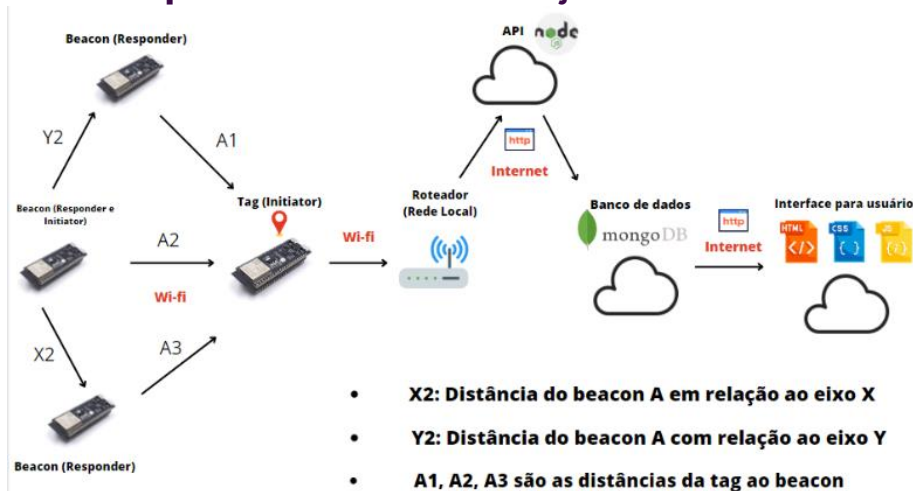 Beacon (Responder)
API node
JS
Y2
A1
http
Internet
Beacon (Responder e
Initiator)
Tag (Initiator)
Roteador
(Rede Local)
Banco de dados
Interface para usuário
A2
Wi-fi
Wi-fi
mongoDB
http
Internet
HTML
CSS
JS
X2
A3
Beacon (Responder)
• X2: Distância do beacon A em relação ao eixo X
• Y2: Distância do beacon A com relação ao eixo Y
• A1, A2, A3 são as distâncias da tag ao beacon